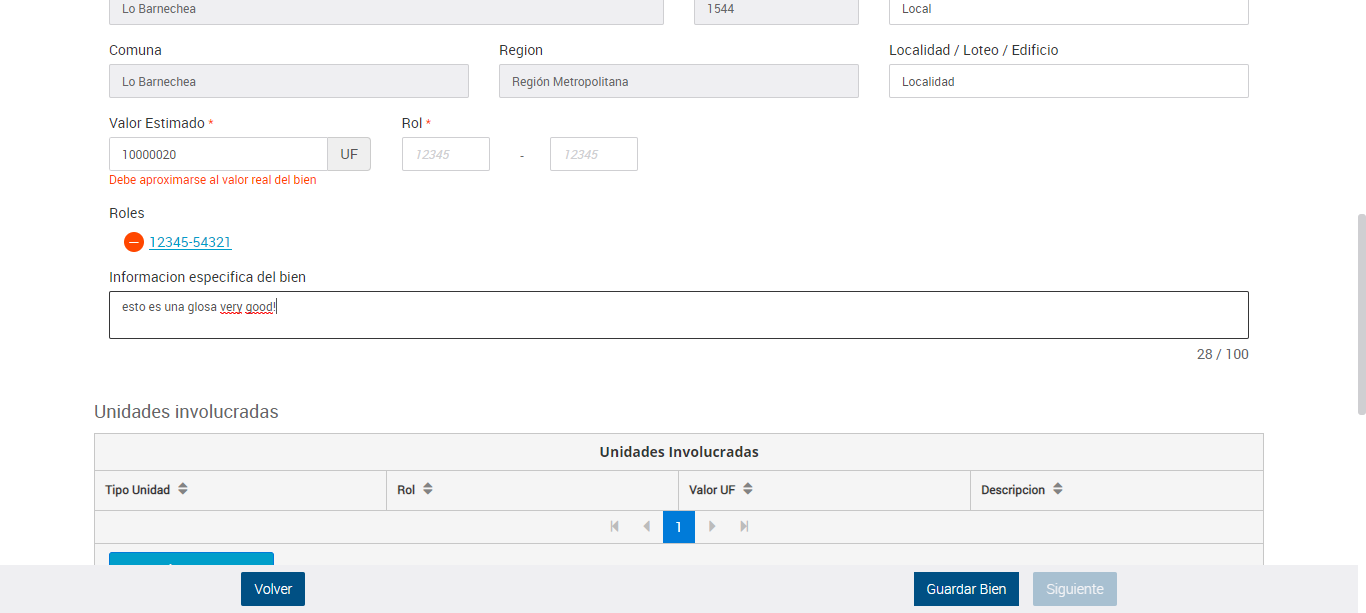 Lo Barnechea 1544 Local
Comuna Region Localidad / Loteo / Edificio
Lo Barnechea Región Metropolitana Localidad
Valor Estimado * Rol *
10000020 UF 12345 - 12345
Debe aproximarse al valor real del bien
Roles
12345-54321
Informacion especifica del bien
esto es una glosa very good!
28 / 100
Unidades involucradas
Unidades Involucradas
Tipo Unidad Rol Valor UF Descripcion
1
Volver Guardar Bien Siguiente